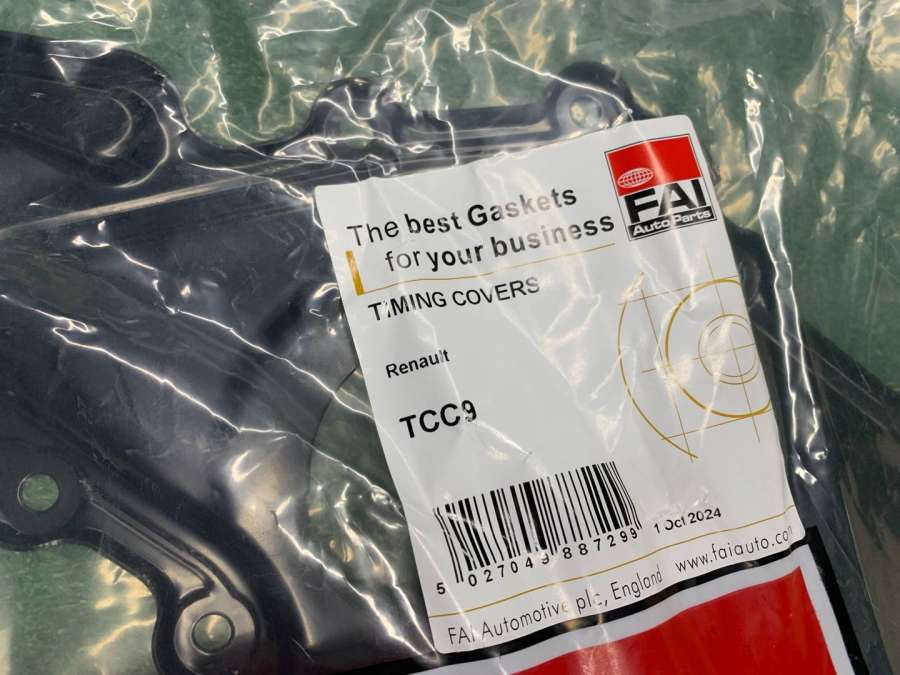 The best Gaskets
for your business
FAI
Auto Parts
TIMING COVERS
Renault
TCC9
5 027049 887299
1 Oct 2024
FAI Automotive plc, England
www.faiauto.com